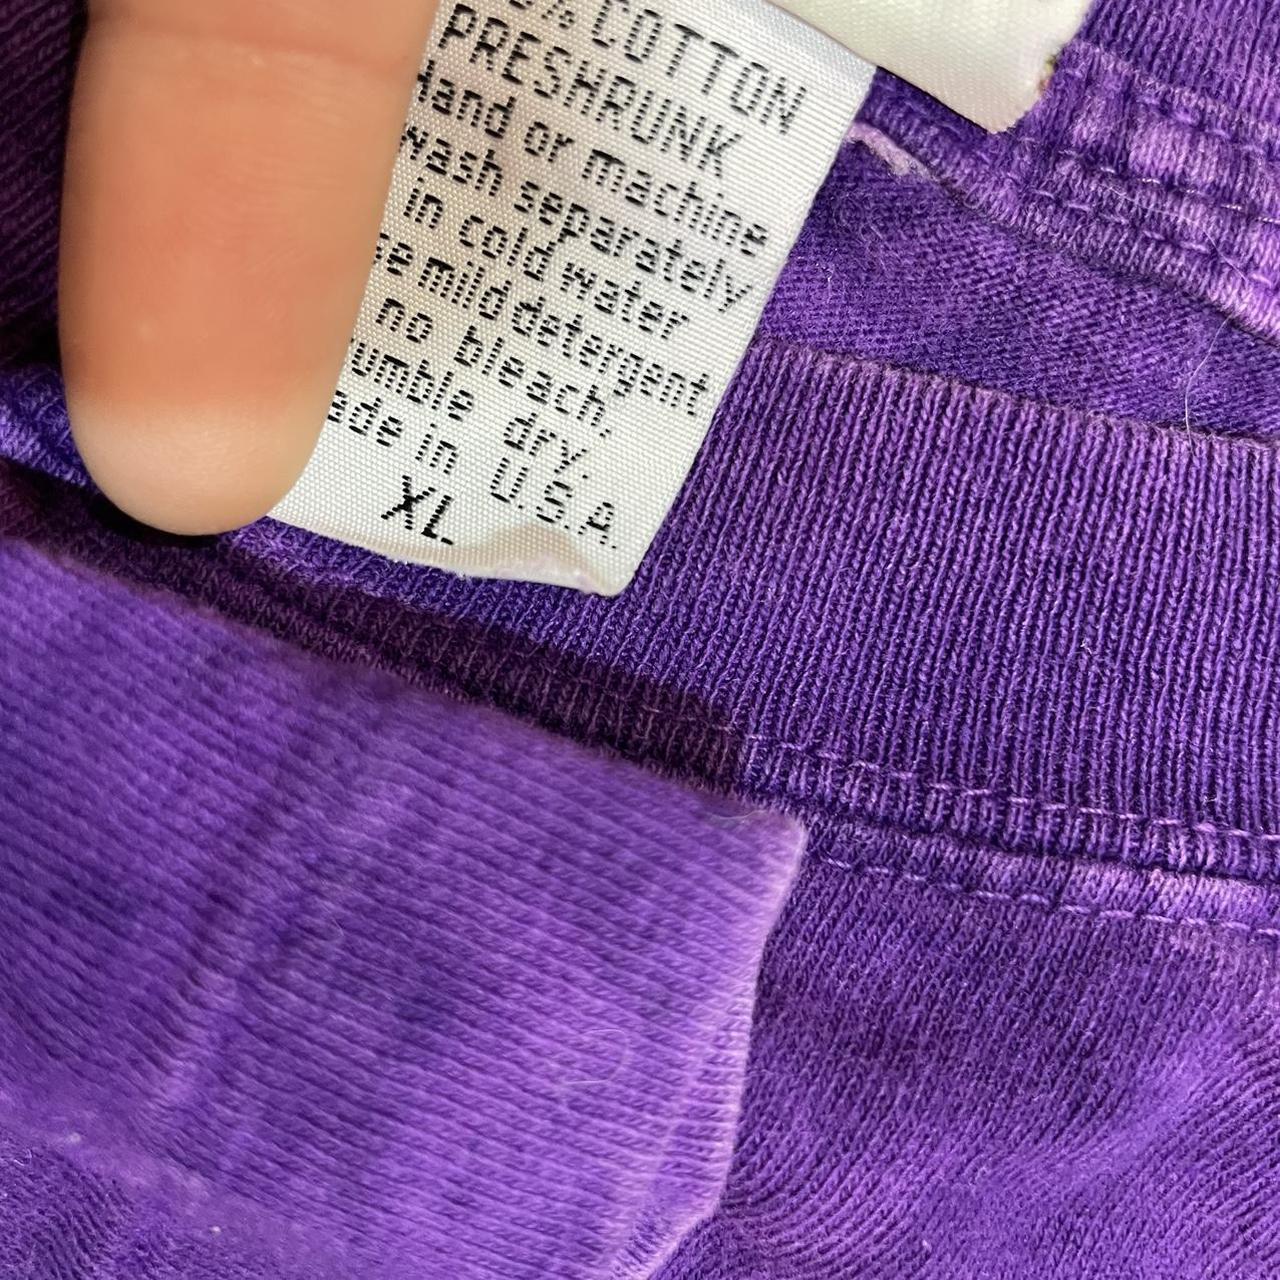 % COTTON
PRESHRUNK
Hand or machine
wash separately
in cold water
se mild detergent
no bleach,
umble dry.
ade in U.S.A.
XL